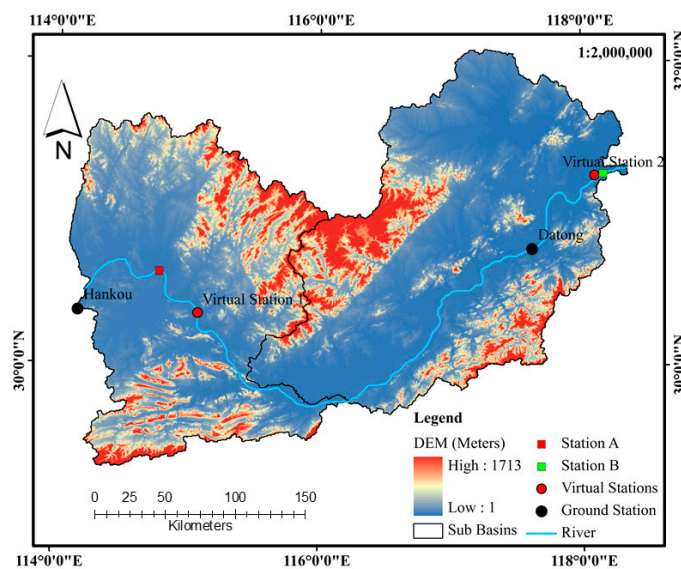 114°0'0"E 116°0'0"E 118°0'0"E
1:2,000,000
32°0'0"N
N
Virtual Station 2
Datong
Hankou
Virtual Station 1
30°0'0"N
30°0'0"N
Legend
DEM (Meters)
High : 1713
Low : 1
Sub Basins
Station A
Station B
Virtual Stations
Ground Station
River
0 25 50 100 150
Kilometers
114°0'0"E 116°0'0"E 118°0'0"E